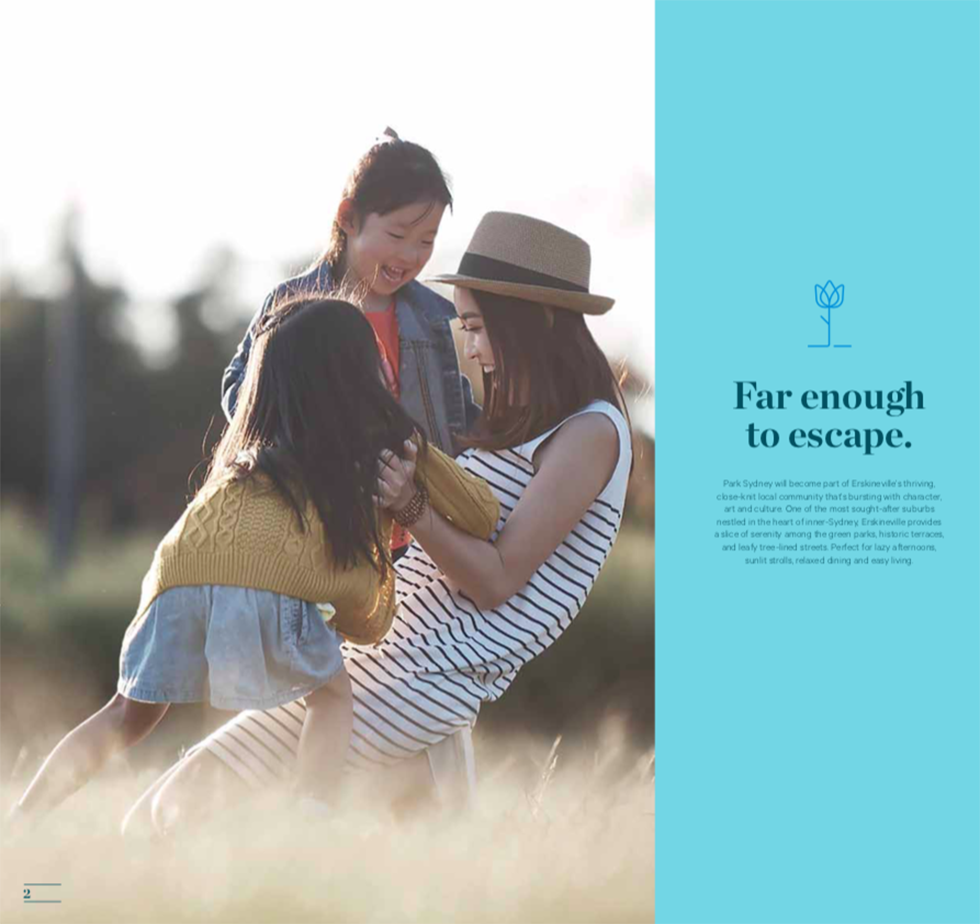 Far enough
to escape.
Park Sydney will become part of Erskineville's thriving,
close-knit local community that's bursting with character,
art and culture. One of the most sought-after suburbs
nestled in the heart of inner-Sydney, Erskineville provides
a slice of serenity among the green parks, historic terraces,
and leafy tree-lined streets. Perfect for lazy afternoons,
sunlit strolls, relaxed dining and easy living.
2